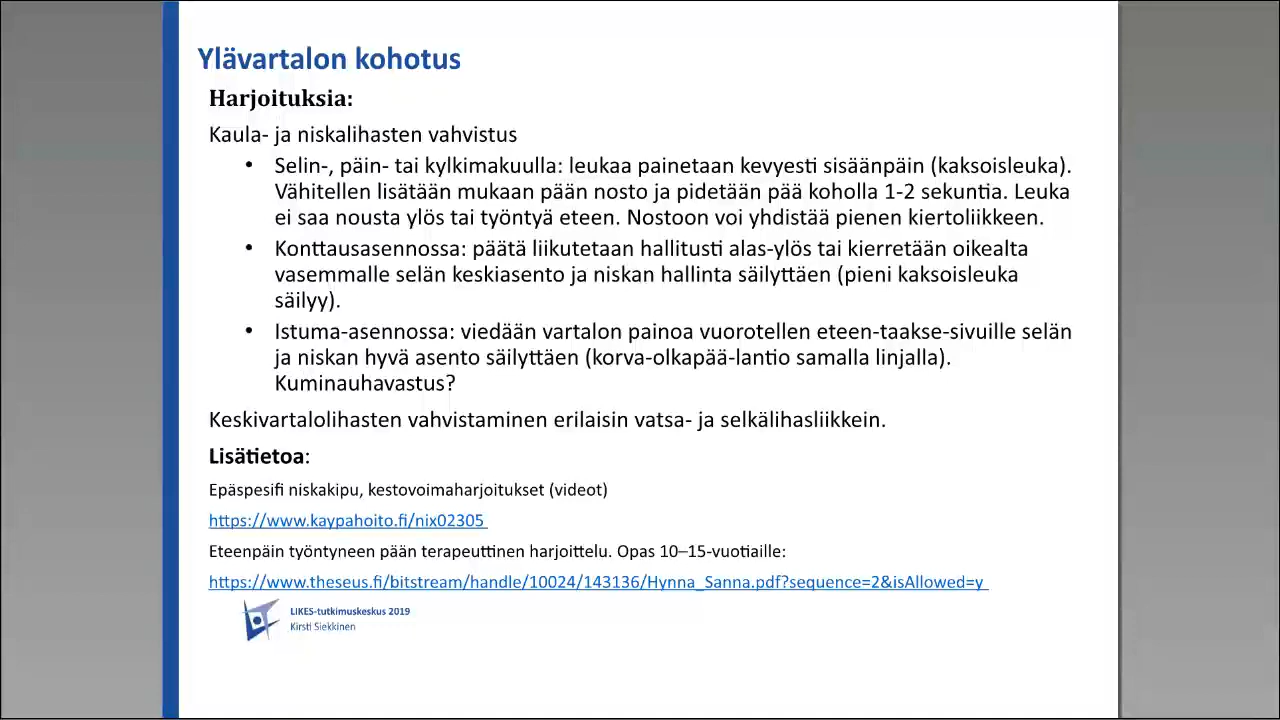 Ylävartalon kohotus
Harjoituksia:
Kaula- ja niskalihasten vahvistus
• Selin-, päin- tai kylkimakuulla: leukaa painetaan kevyesti sisäänpäin (kaksoisleuka).
Vähitellen lisätään mukaan pään nosto ja pidetään pää koholla 1-2 sekuntia. Leuka
ei saa nousta ylös tai työntyä eteen. Nostoon voi yhdistää pienen kiertoliikkeen.
• Konttausasennossa: päätä liikutetaan hallitusti alas-ylös tai kierretään oikealta
vasemmalle selän keskiasento ja niskan hallinta säilyttäen (pieni kaksoisleuka
säilyy).
• Istuma-asennossa: viedään vartalon painoa vuorotellen eteen-taakse-sivuille selän
ja niskan hyvä asento säilyttäen (korva-olkapää-lantio samalla linjalla).
Kuminauhavastus?
Keskivartalolihasten vahvistaminen erilaisin vatsa- ja selkälihasliikkein.
Lisätietoa:
Epäspesifi niskakipu, kestovoimaharjoitukset (videot)
https://www.kaypahoito.fi/nix02305
Eteenpäin työntyneen pään terapeuttinen harjoittelu. Opas 10–15-vuotiaille:
https://www.theseus.fi/bitstream/handle/10024/143136/Hynna_Sanna.pdf?sequence=2&isAllowed=y
LIKES-tutkimuskeskus 2019
Kirsti Siekkinen